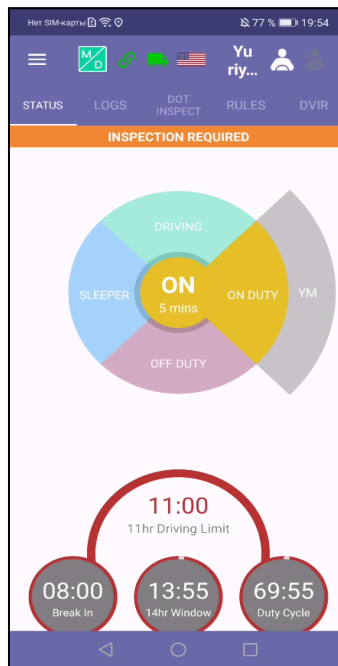 Нет SIM-карты 77 % 19:54
M/D Yu
riy...
STATUS LOGS DOT INSPECT RULES DVIR
INSPECTION REQUIRED
DRIVING
SLEEPER ON ON DUTY YM
5 mins
OFF DUTY
11:00
11hr Driving Limit
08:00 13:55 69:55
Break In 14hr Window Duty Cycle